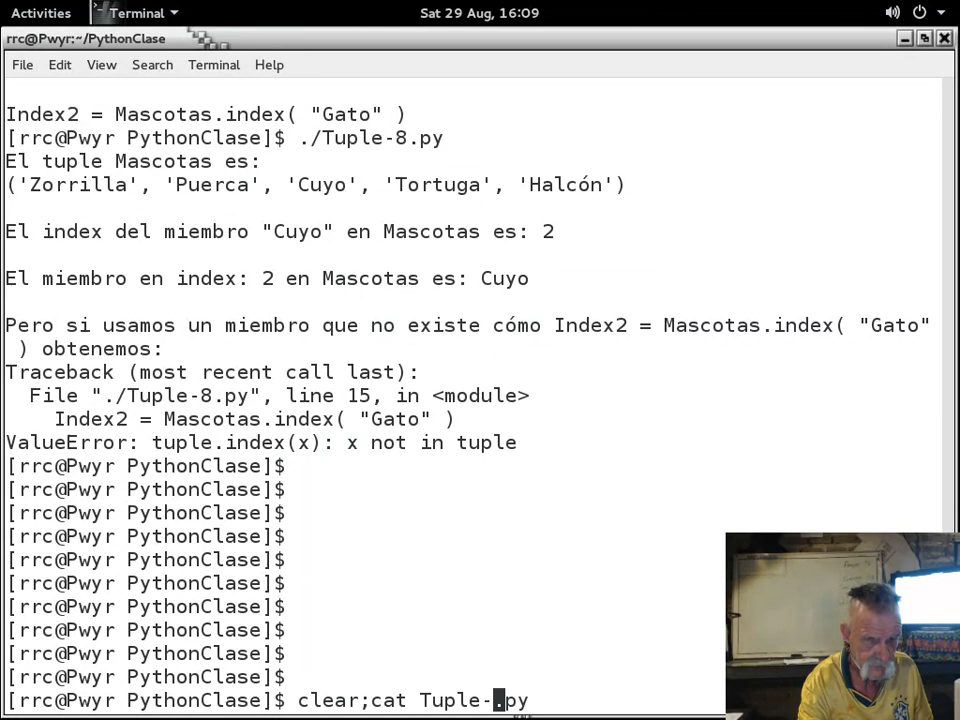 Activities Terminal Sat 29 Aug, 16:09
rrc@Pwyr:~/PythonClase
File Edit View Search Terminal Help
Index2 = Mascotas.index( "Gato" )
[rrc@Pwyr PythonClase]$ ./Tuple-8.py
El tuple Mascotas es:
('Zorrilla', 'Puerca', 'Cuyo', 'Tortuga', 'Halcón')
El index del miembro "Cuyo" en Mascotas es: 2
El miembro en index: 2 en Mascotas es: Cuyo
Pero si usamos un miembro que no existe cómo Index2 = Mascotas.index( "Gato"
) obtenemos:
Traceback (most recent call last):
File "./Tuple-8.py", line 15, in <module>
Index2 = Mascotas.index( "Gato" )
ValueError: tuple.index(x): x not in tuple
[rrc@Pwyr PythonClase]$
[rrc@Pwyr PythonClase]$
[rrc@Pwyr PythonClase]$
[rrc@Pwyr PythonClase]$
[rrc@Pwyr PythonClase]$
[rrc@Pwyr PythonClase]$
[rrc@Pwyr PythonClase]$
[rrc@Pwyr PythonClase]$
[rrc@Pwyr PythonClase]$
[rrc@Pwyr PythonClase]$
[rrc@Pwyr PythonClase]$ clear;cat Tuple-.py